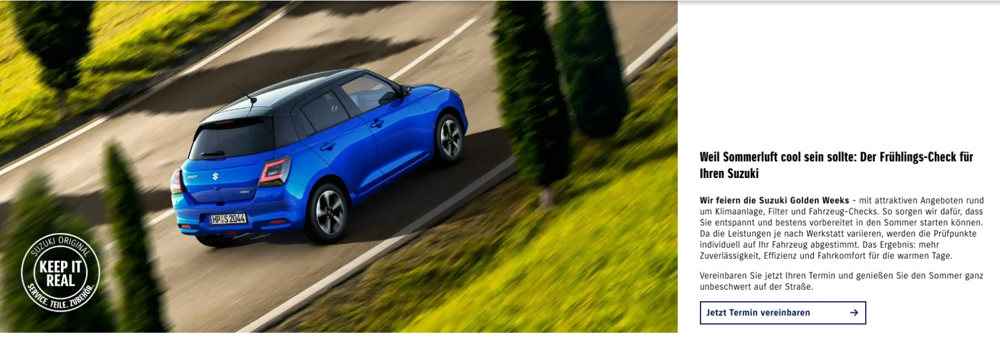 SWIFT
HP S 2044
SUZUKI ORIGINAL
KEEP IT
REAL
SERVICE. TEILE. ZUBEHÖR.
Weil Sommerluft cool sein sollte: Der Frühlings-Check für
Ihren Suzuki
Wir feiern die Suzuki Golden Weeks - mit attraktiven Angeboten rund
um Klimaanlage, Filter und Fahrzeug-Checks. So sorgen wir dafür, dass
Sie entspannt und bestens vorbereitet in den Sommer starten können.
Da die Leistungen je nach Werkstatt variieren, werden die Prüfpunkte
individuell auf Ihr Fahrzeug abgestimmt. Das Ergebnis: mehr
Zuverlässigkeit, Effizienz und Fahrkomfort für die warmen Tage.
Vereinbaren Sie jetzt Ihren Termin und genießen Sie den Sommer ganz
unbeschwert auf der Straße.
Jetzt Termin vereinbaren →